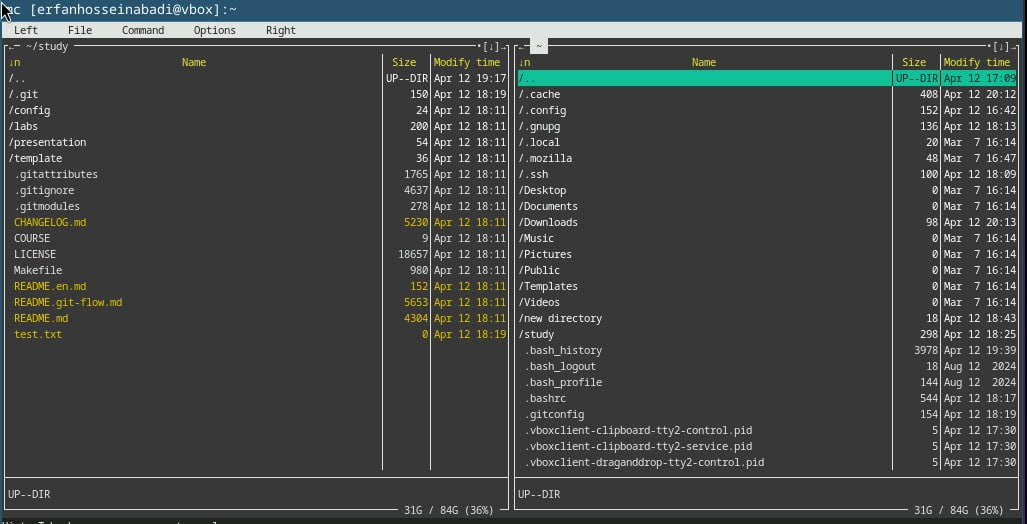 mc [erfanhosseinabadi@vbox]:~
Left File Command Options Right
←─ ~/study •[↓]→
↓n Name Size Modify time
/.. UP--DIR Apr 12 19:17
/.git 150 Apr 12 18:19
/config 24 Apr 12 18:11
/labs 200 Apr 12 18:11
/presentation 54 Apr 12 18:11
/template 36 Apr 12 18:11
.gitattributes 1765 Apr 12 18:11
.gitignore 4637 Apr 12 18:11
.gitmodules 278 Apr 12 18:11
CHANGELOG.md 5230 Apr 12 18:11
COURSE 9 Apr 12 18:11
LICENSE 18657 Apr 12 18:11
Makefile 980 Apr 12 18:11
README.en.md 152 Apr 12 18:11
README.git-flow.md 5653 Apr 12 18:11
README.md 4304 Apr 12 18:11
test.txt 0 Apr 12 18:19
UP--DIR
31G / 84G (36%)
←─ ~ •[↓]→
↓n Name Size Modify time
/.. UP--DIR Apr 12 17:09
/.cache 408 Apr 12 20:12
/.config 152 Apr 12 16:42
/.gnupg 136 Apr 12 18:13
/.local 20 Mar 7 16:14
/.mozilla 48 Mar 7 16:47
/.ssh 100 Apr 12 18:09
/Desktop 0 Mar 7 16:14
/Documents 0 Mar 7 16:14
/Downloads 98 Apr 12 20:13
/Music 0 Mar 7 16:14
/Pictures 0 Mar 7 16:14
/Public 0 Mar 7 16:14
/Templates 0 Mar 7 16:14
/Videos 0 Mar 7 16:14
/new directory 18 Apr 12 18:43
/study 298 Apr 12 18:25
.bash_history 3978 Apr 12 19:39
.bash_logout 18 Aug 12 2024
.bash_profile 144 Aug 12 2024
.bashrc 544 Apr 12 18:17
.gitconfig 154 Apr 12 18:19
.vboxclient-clipboard-tty2-control.pid 5 Apr 12 17:30
.vboxclient-clipboard-tty2-service.pid 5 Apr 12 17:30
.vboxclient-draganddrop-tty2-control.pid 5 Apr 12 17:30
UP--DIR
31G / 84G (36%)